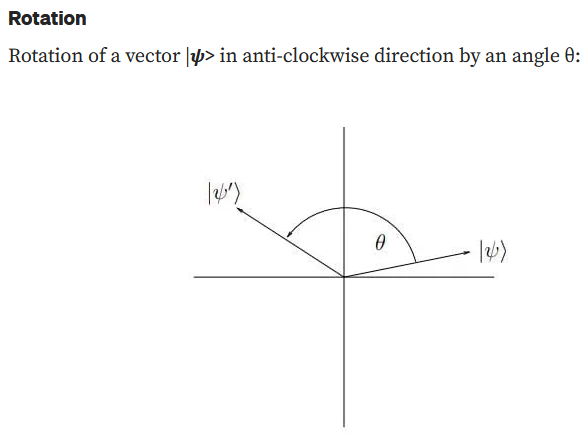 Rotation
Rotation of a vector |ψ> in anti-clockwise direction by an angle θ:
|ψ′⟩
θ
|ψ⟩